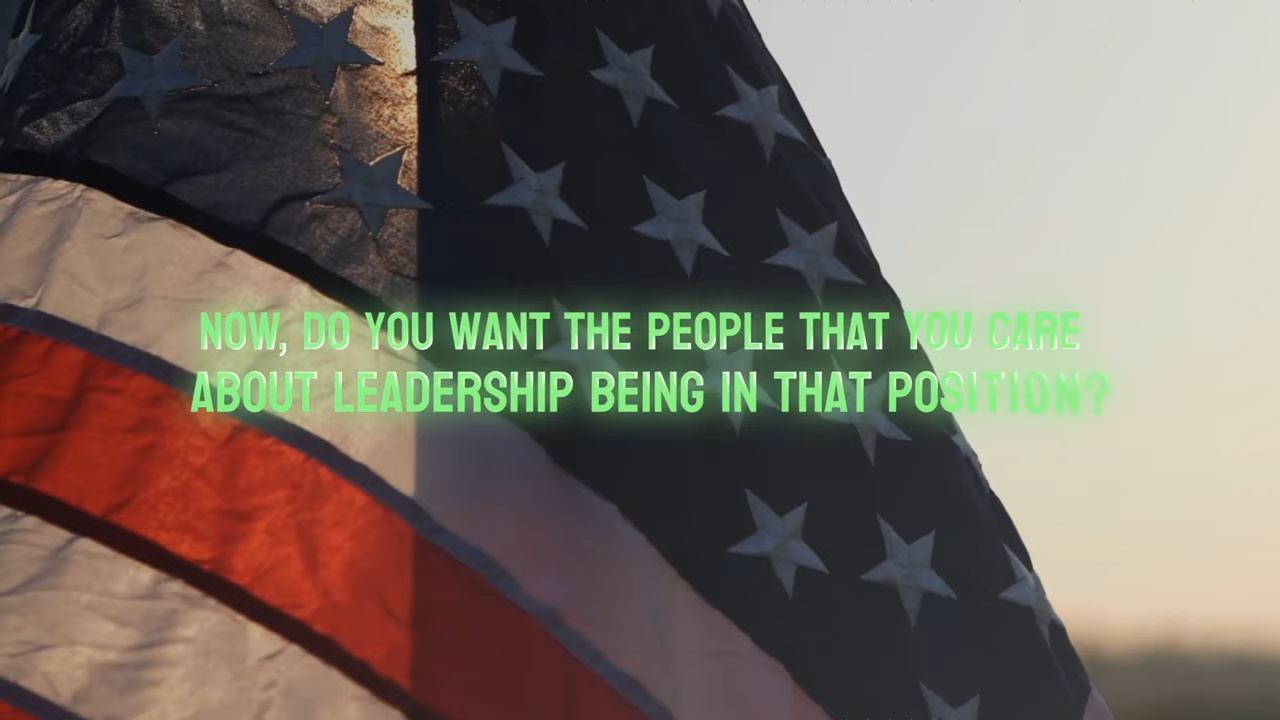 NOW, DO YOU WANT THE PEOPLE THAT YOU CARE
ABOUT LEADERSHIP BEING IN THAT POSITION?